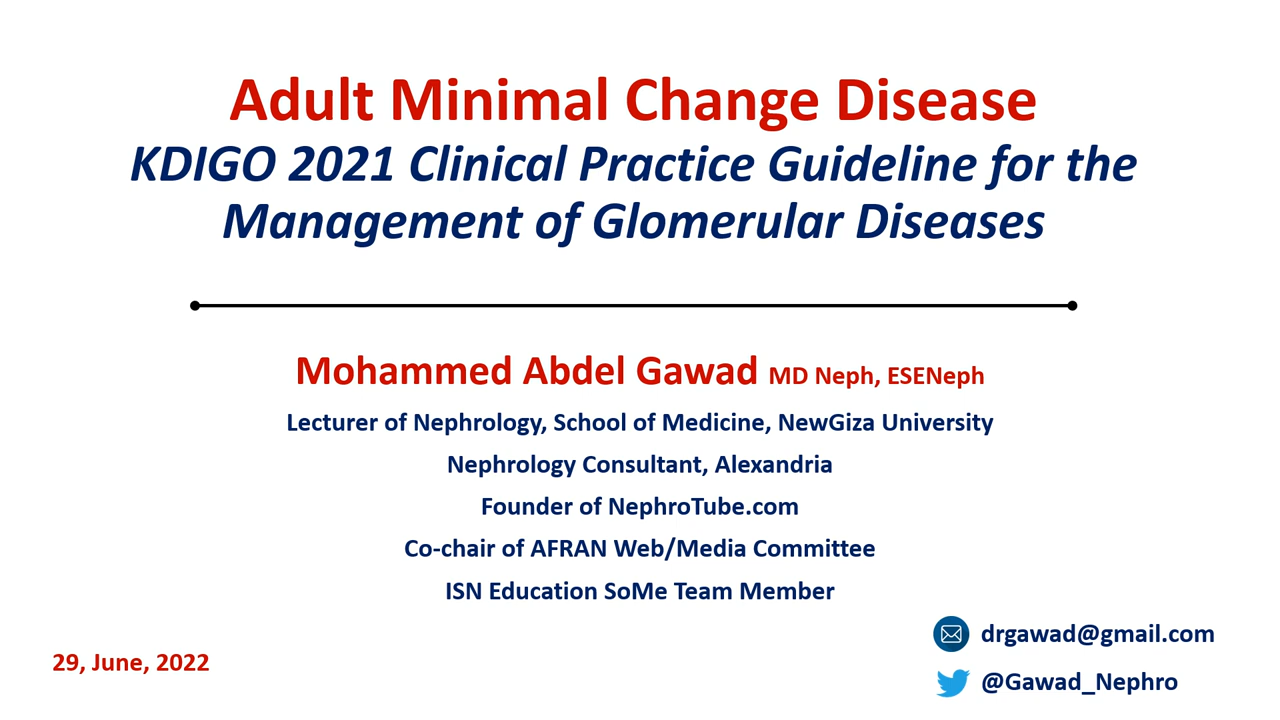 Adult Minimal Change Disease
KDIGO 2021 Clinical Practice Guideline for the
Management of Glomerular Diseases
Mohammed Abdel Gawad MD Neph, ESENeph
Lecturer of Nephrology, School of Medicine, NewGiza University
Nephrology Consultant, Alexandria
Founder of NephroTube.com
Co-chair of AFRAN Web/Media Committee
ISN Education SoMe Team Member
drgawad@gmail.com
29, June, 2022
@Gawad_Nephro